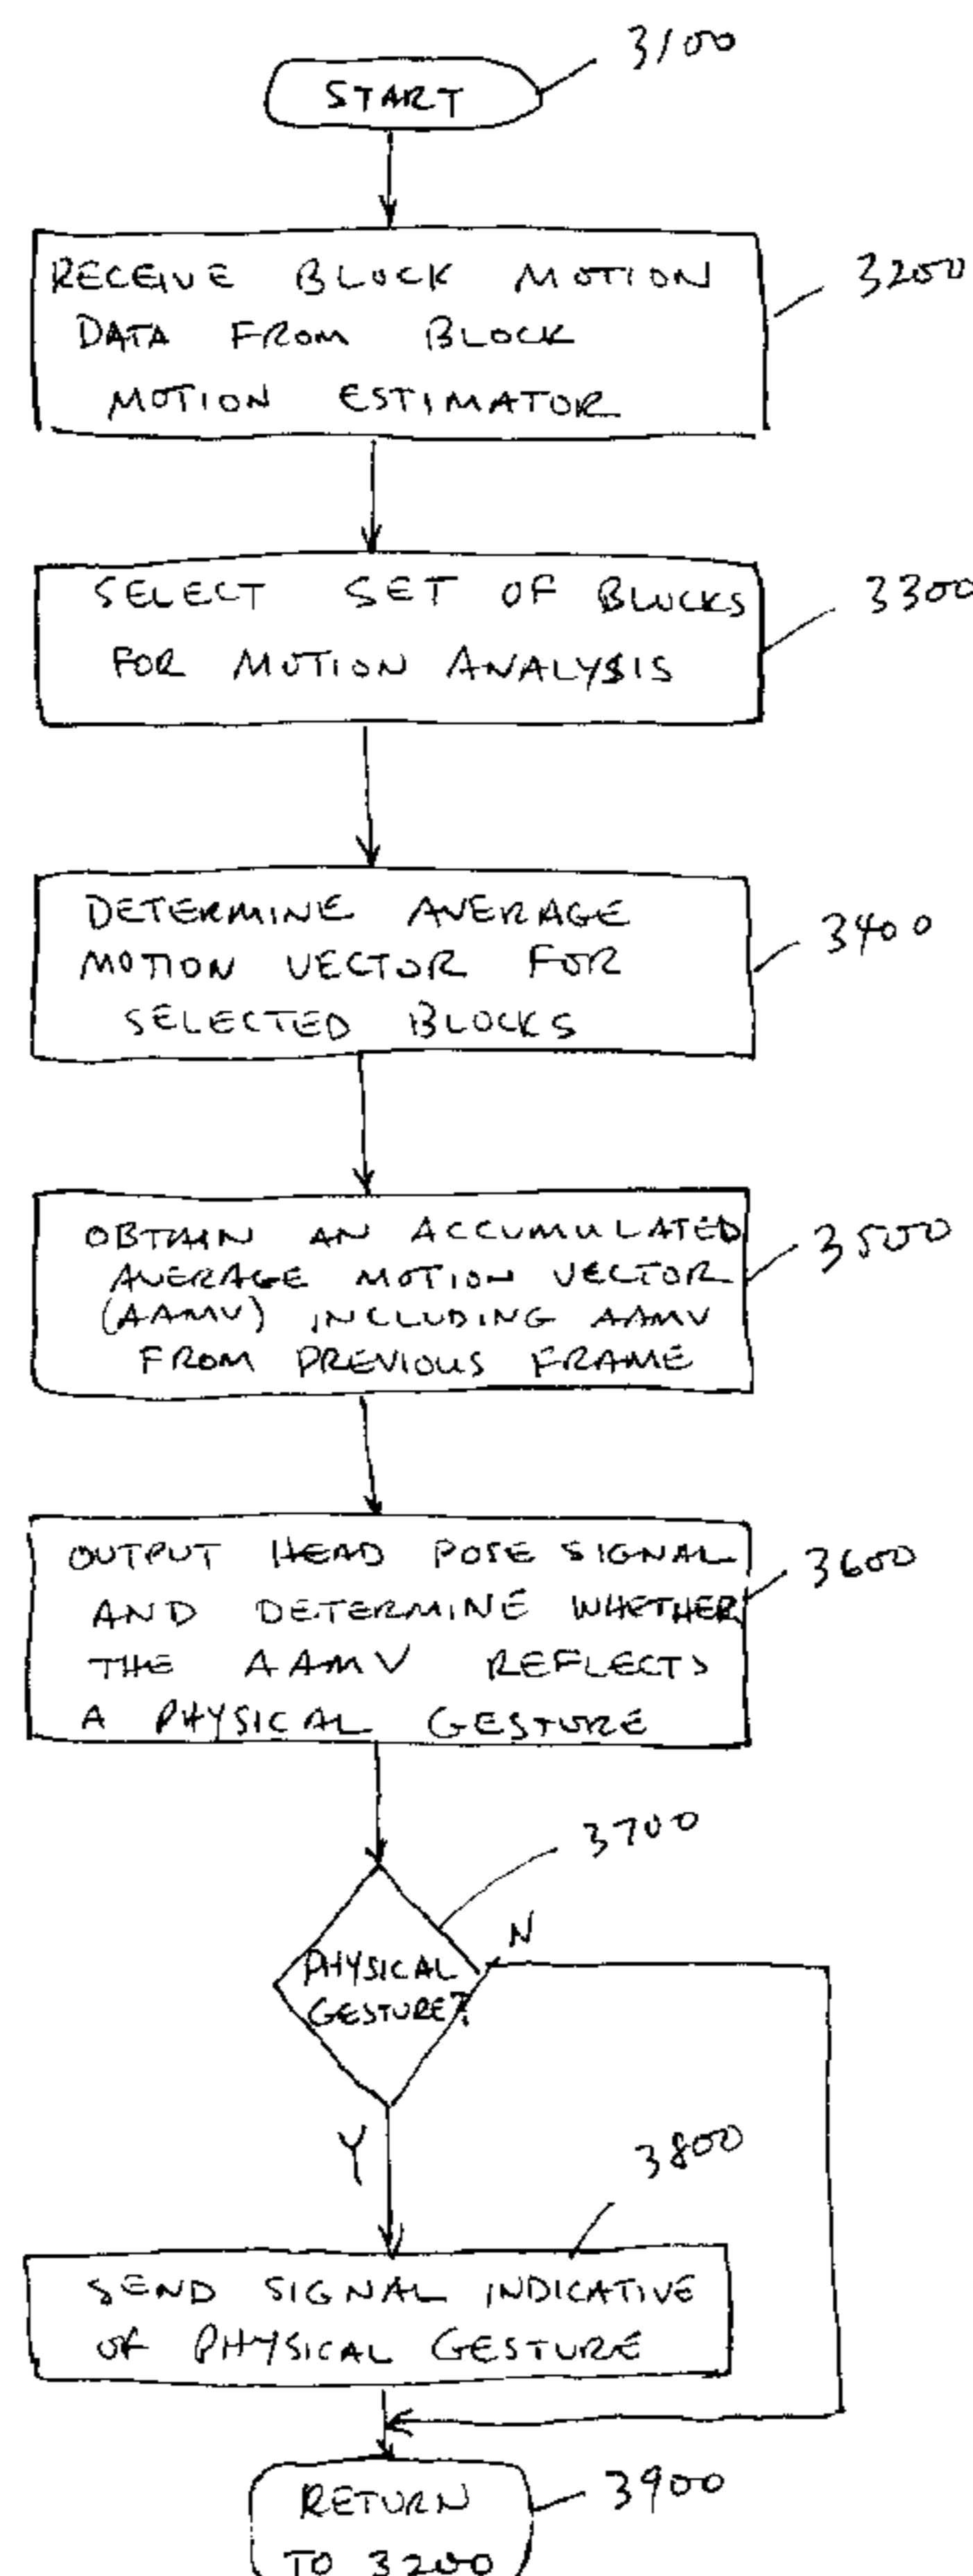 3100
START
RECEIVE BLOCK MOTION
DATA FROM BLOCK
MOTION ESTIMATOR
3200
SELECT SET OF BLOCKS
FOR MOTION ANALYSIS
3300
DETERMINE AVERAGE
MOTION VECTOR FOR
SELECTED BLOCKS
3400
OBTAIN AN ACCUMULATED
AVERAGE MOTION VECTOR
(AAMV) INCLUDING AAMV
FROM PREVIOUS FRAME
3500
OUTPUT HEAD POSE SIGNAL
AND DETERMINE WHETHER
THE AAMV REFLECTS
A PHYSICAL GESTURE
3600
3700
PHYSICAL
GESTURE?
N
Y
3800
SEND SIGNAL INDICATIVE
OF PHYSICAL GESTURE
RETURN
TO 3200
3900